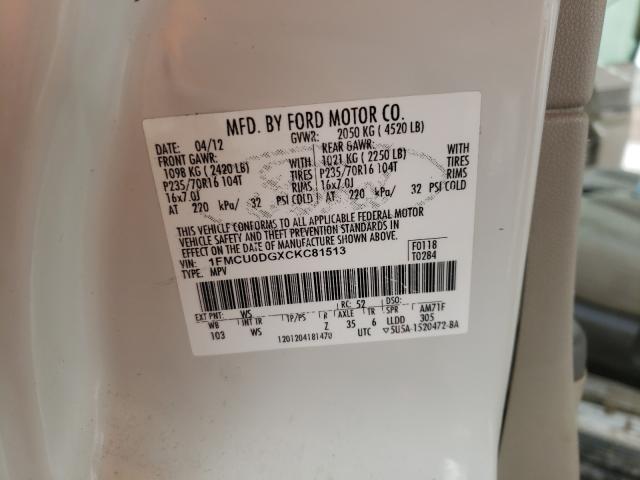 MFD. BY FORD MOTOR CO.
DATE: 04/12 GVWR: 2050 KG ( 4520 LB)
FRONT GAWR: REAR GAWR:
1098 KG ( 2420 LB) WITH 1021 KG ( 2250 LB) WITH
P235/70R16 104T TIRES P235/70R16 104T TIRES
16x7.0J RIMS 16x7.0J RIMS
AT 220 kPa/ 32 PSI COLD AT 220 kPa/ 32 PSI COLD
THIS VEHICLE CONFORMS TO ALL APPLICABLE FEDERAL MOTOR
VEHICLE SAFETY AND THEFT PREVENTION STANDARDS IN
EFFECT ON THE DATE OF MANUFACTURE SHOWN ABOVE.
VIN: 1FMCU0DGXCKC81513 F0118
TYPE: MPV T0284
EXT PNT: WS RC: 52 DSO:
WB INT TR TP/PS R AXLE TR SPR AM71F
103 WS Z 35 6 LLDD 305
1201204181470 UTC ▽5U5A-1520472-BA